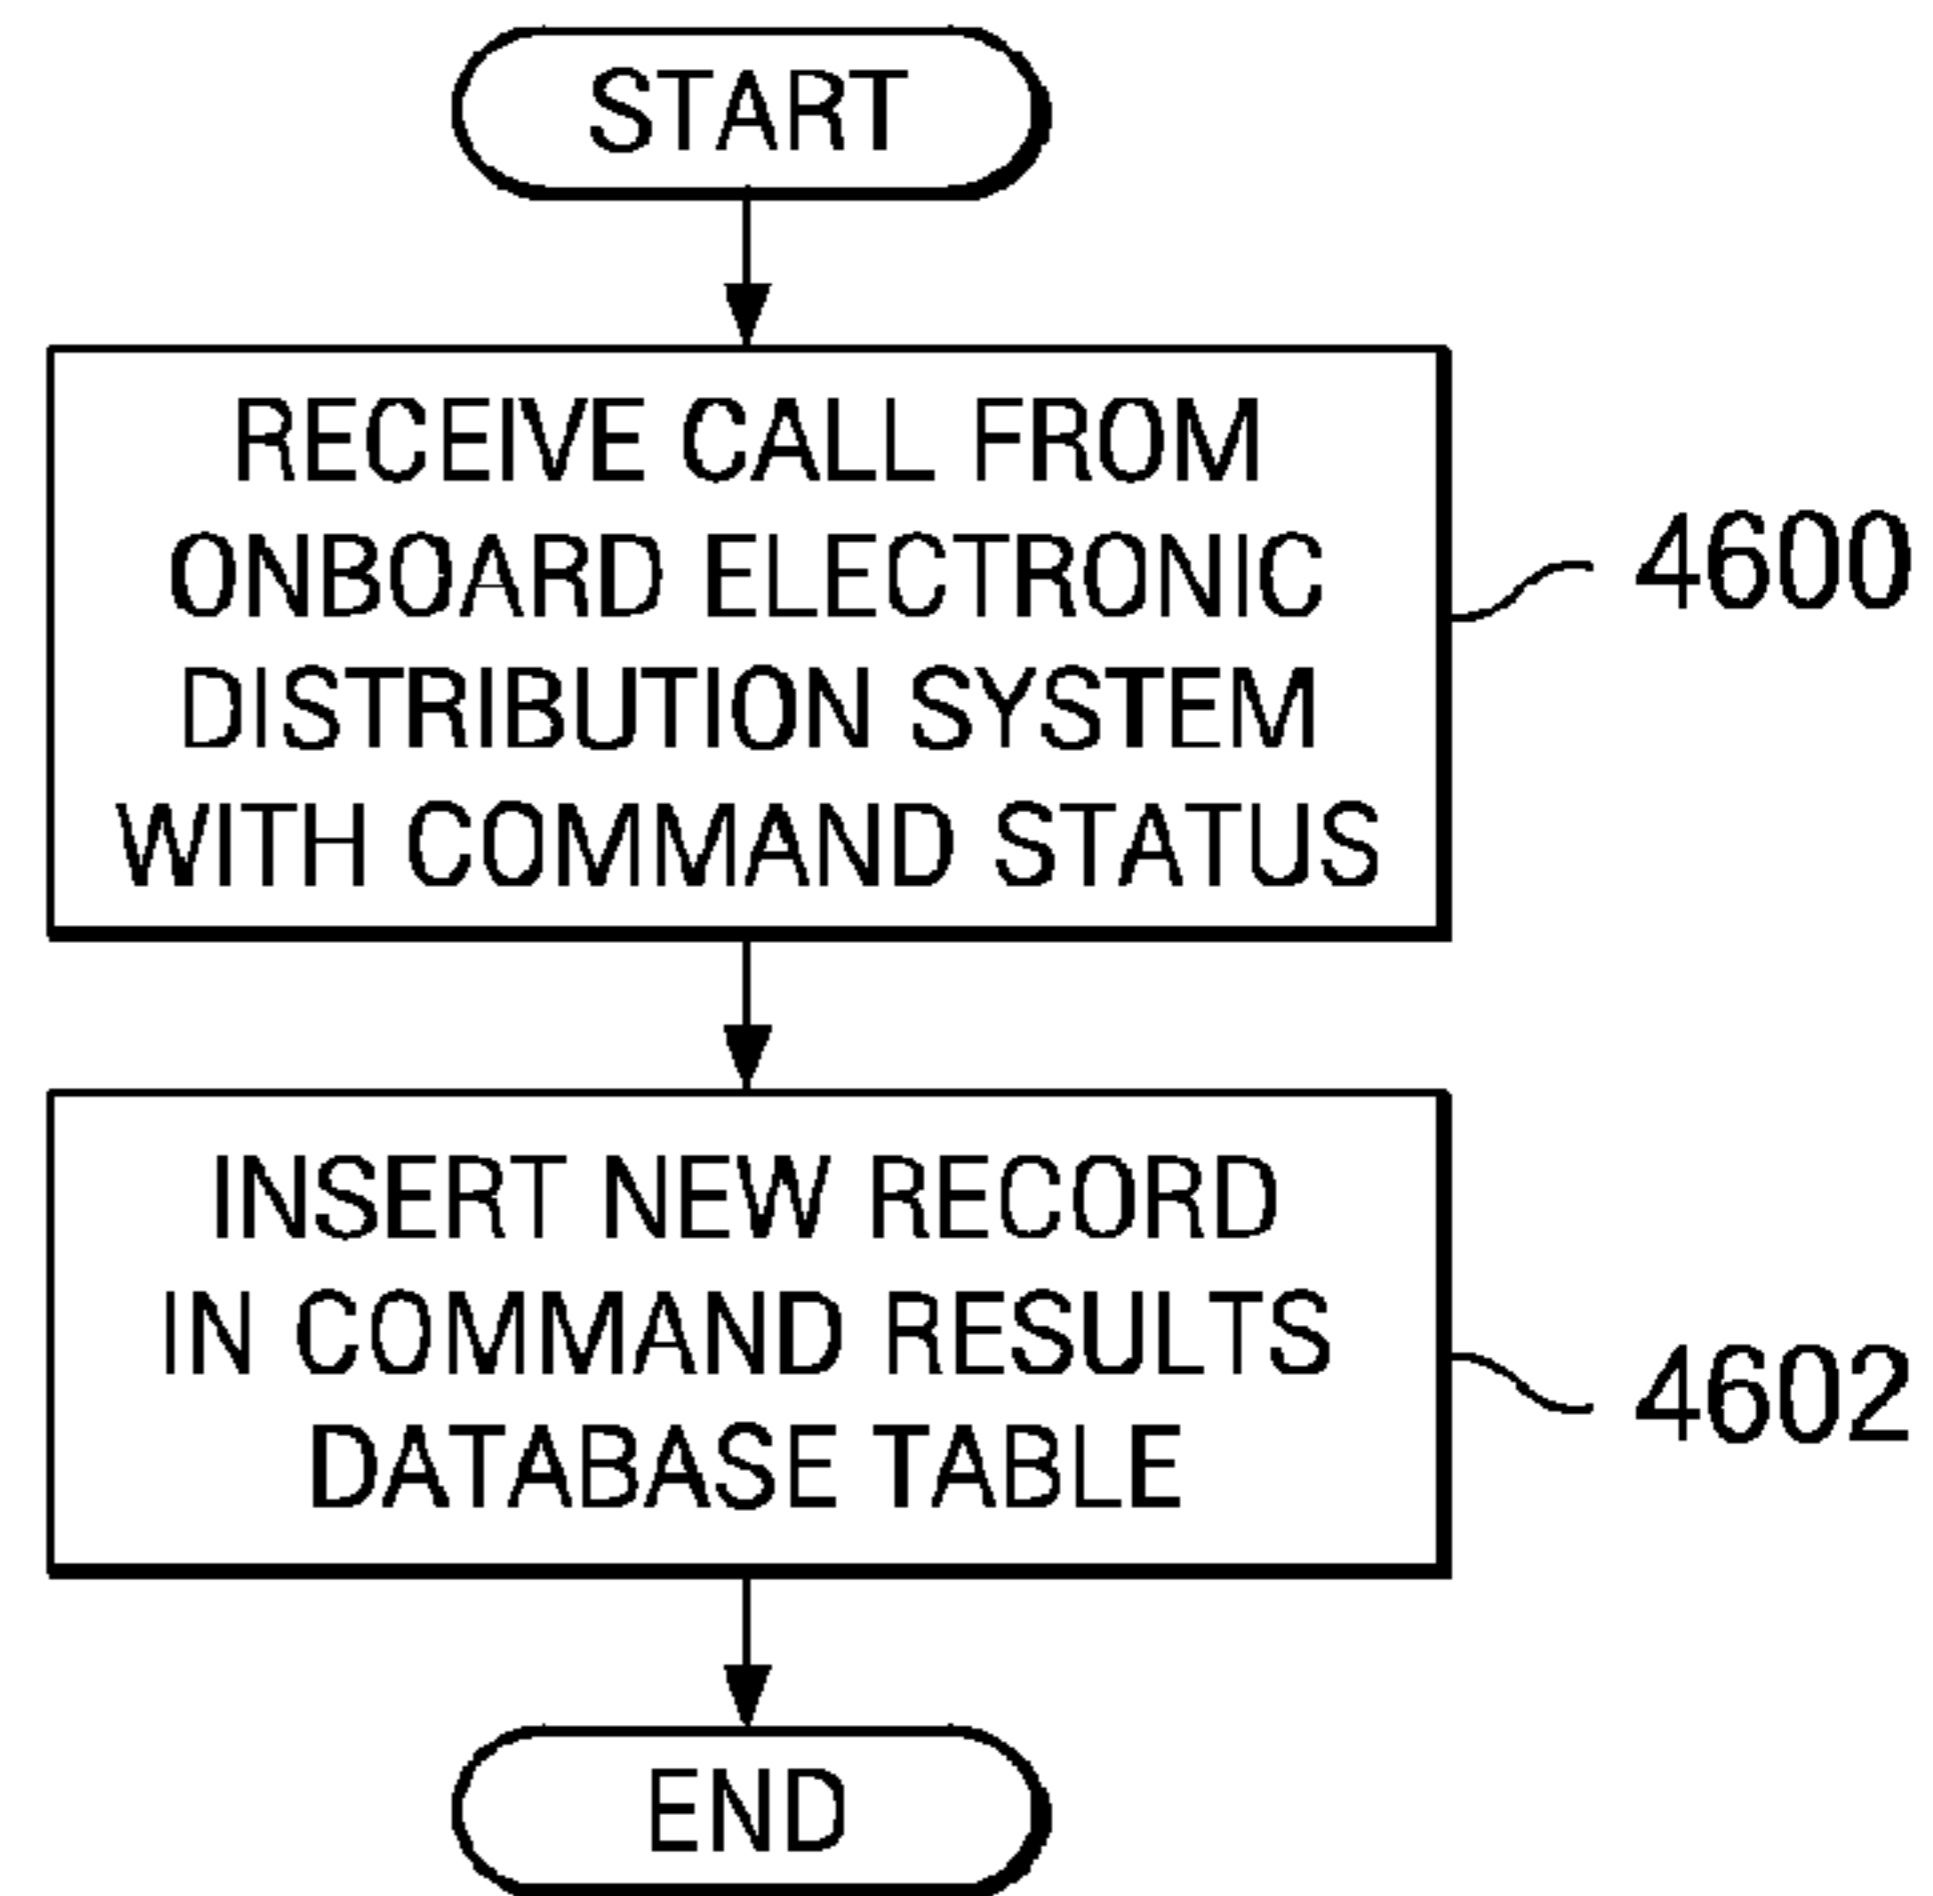 START
RECEIVE CALL FROM
ONBOARD ELECTRONIC
DISTRIBUTION SYSTEM
WITH COMMAND STATUS
4600
INSERT NEW RECORD
IN COMMAND RESULTS
DATABASE TABLE
4602
END